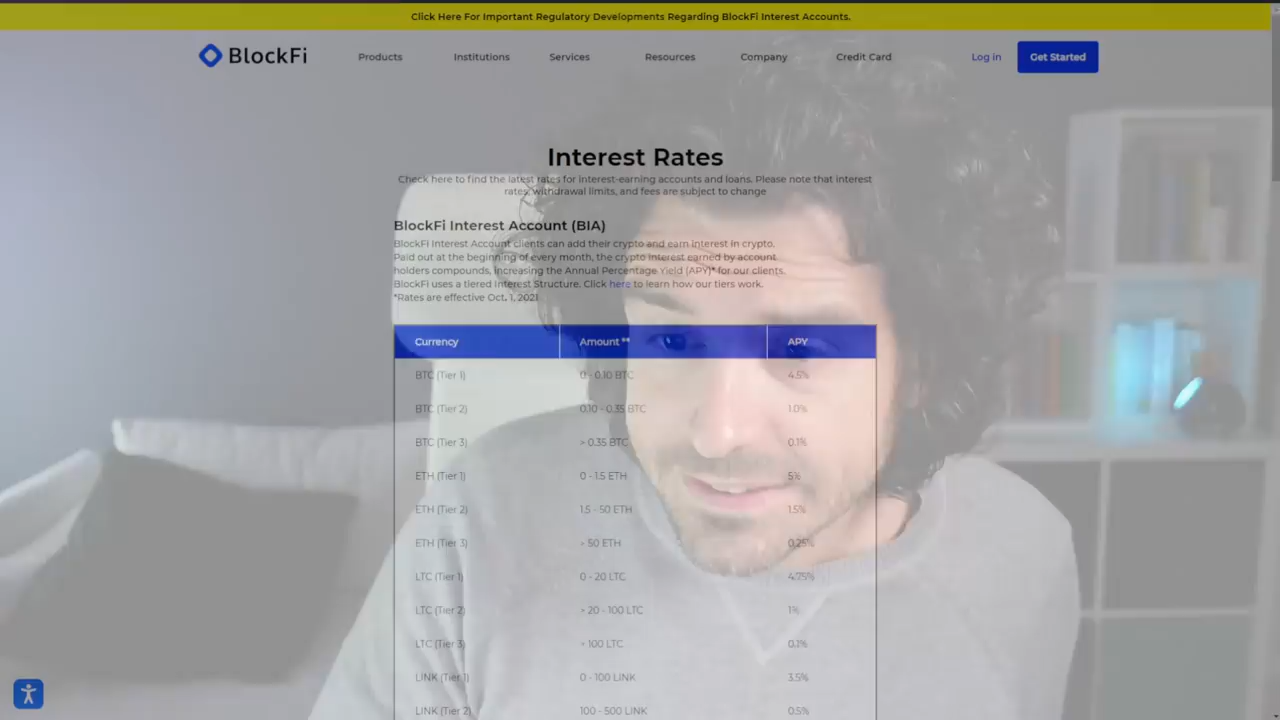 Click Here For Important Regulatory Developments Regarding BlockFi Interest Accounts.
BlockFi Products Institutions Services Resources Company Credit Card Log in Get Started
Interest Rates
Check here to find the latest rates for interest-earning accounts and loans. Please note that interest
rates, withdrawal limits, and fees are subject to change
BlockFi Interest Account (BIA)
BlockFi Interest Account clients can add their crypto and earn interest in crypto.
Paid out at the beginning of every month, the crypto interest earned by account
holders compounds, increasing the Annual Percentage Yield (APY)* for our clients.
BlockFi uses a tiered Interest Structure. Click here to learn how our tiers work.
*Rates are effective Oct. 1, 2021
Currency Amount ** APY
BTC (Tier 1) 0 - 0.10 BTC 4.5%
BTC (Tier 2) 0.10 - 0.35 BTC 1.0%
BTC (Tier 3) > 0.35 BTC 0.1%
ETH (Tier 1) 0 - 1.5 ETH 5%
ETH (Tier 2) 1.5 - 50 ETH 1.5%
ETH (Tier 3) > 50 ETH 0.25%
LTC (Tier 1) 0 - 20 LTC 4.75%
LTC (Tier 2) > 20 - 100 LTC 1%
LTC (Tier 3) > 100 LTC 0.1%
LINK (Tier 1) 0 - 100 LINK 3.5%
LINK (Tier 2) 100 - 500 LINK 0.5%